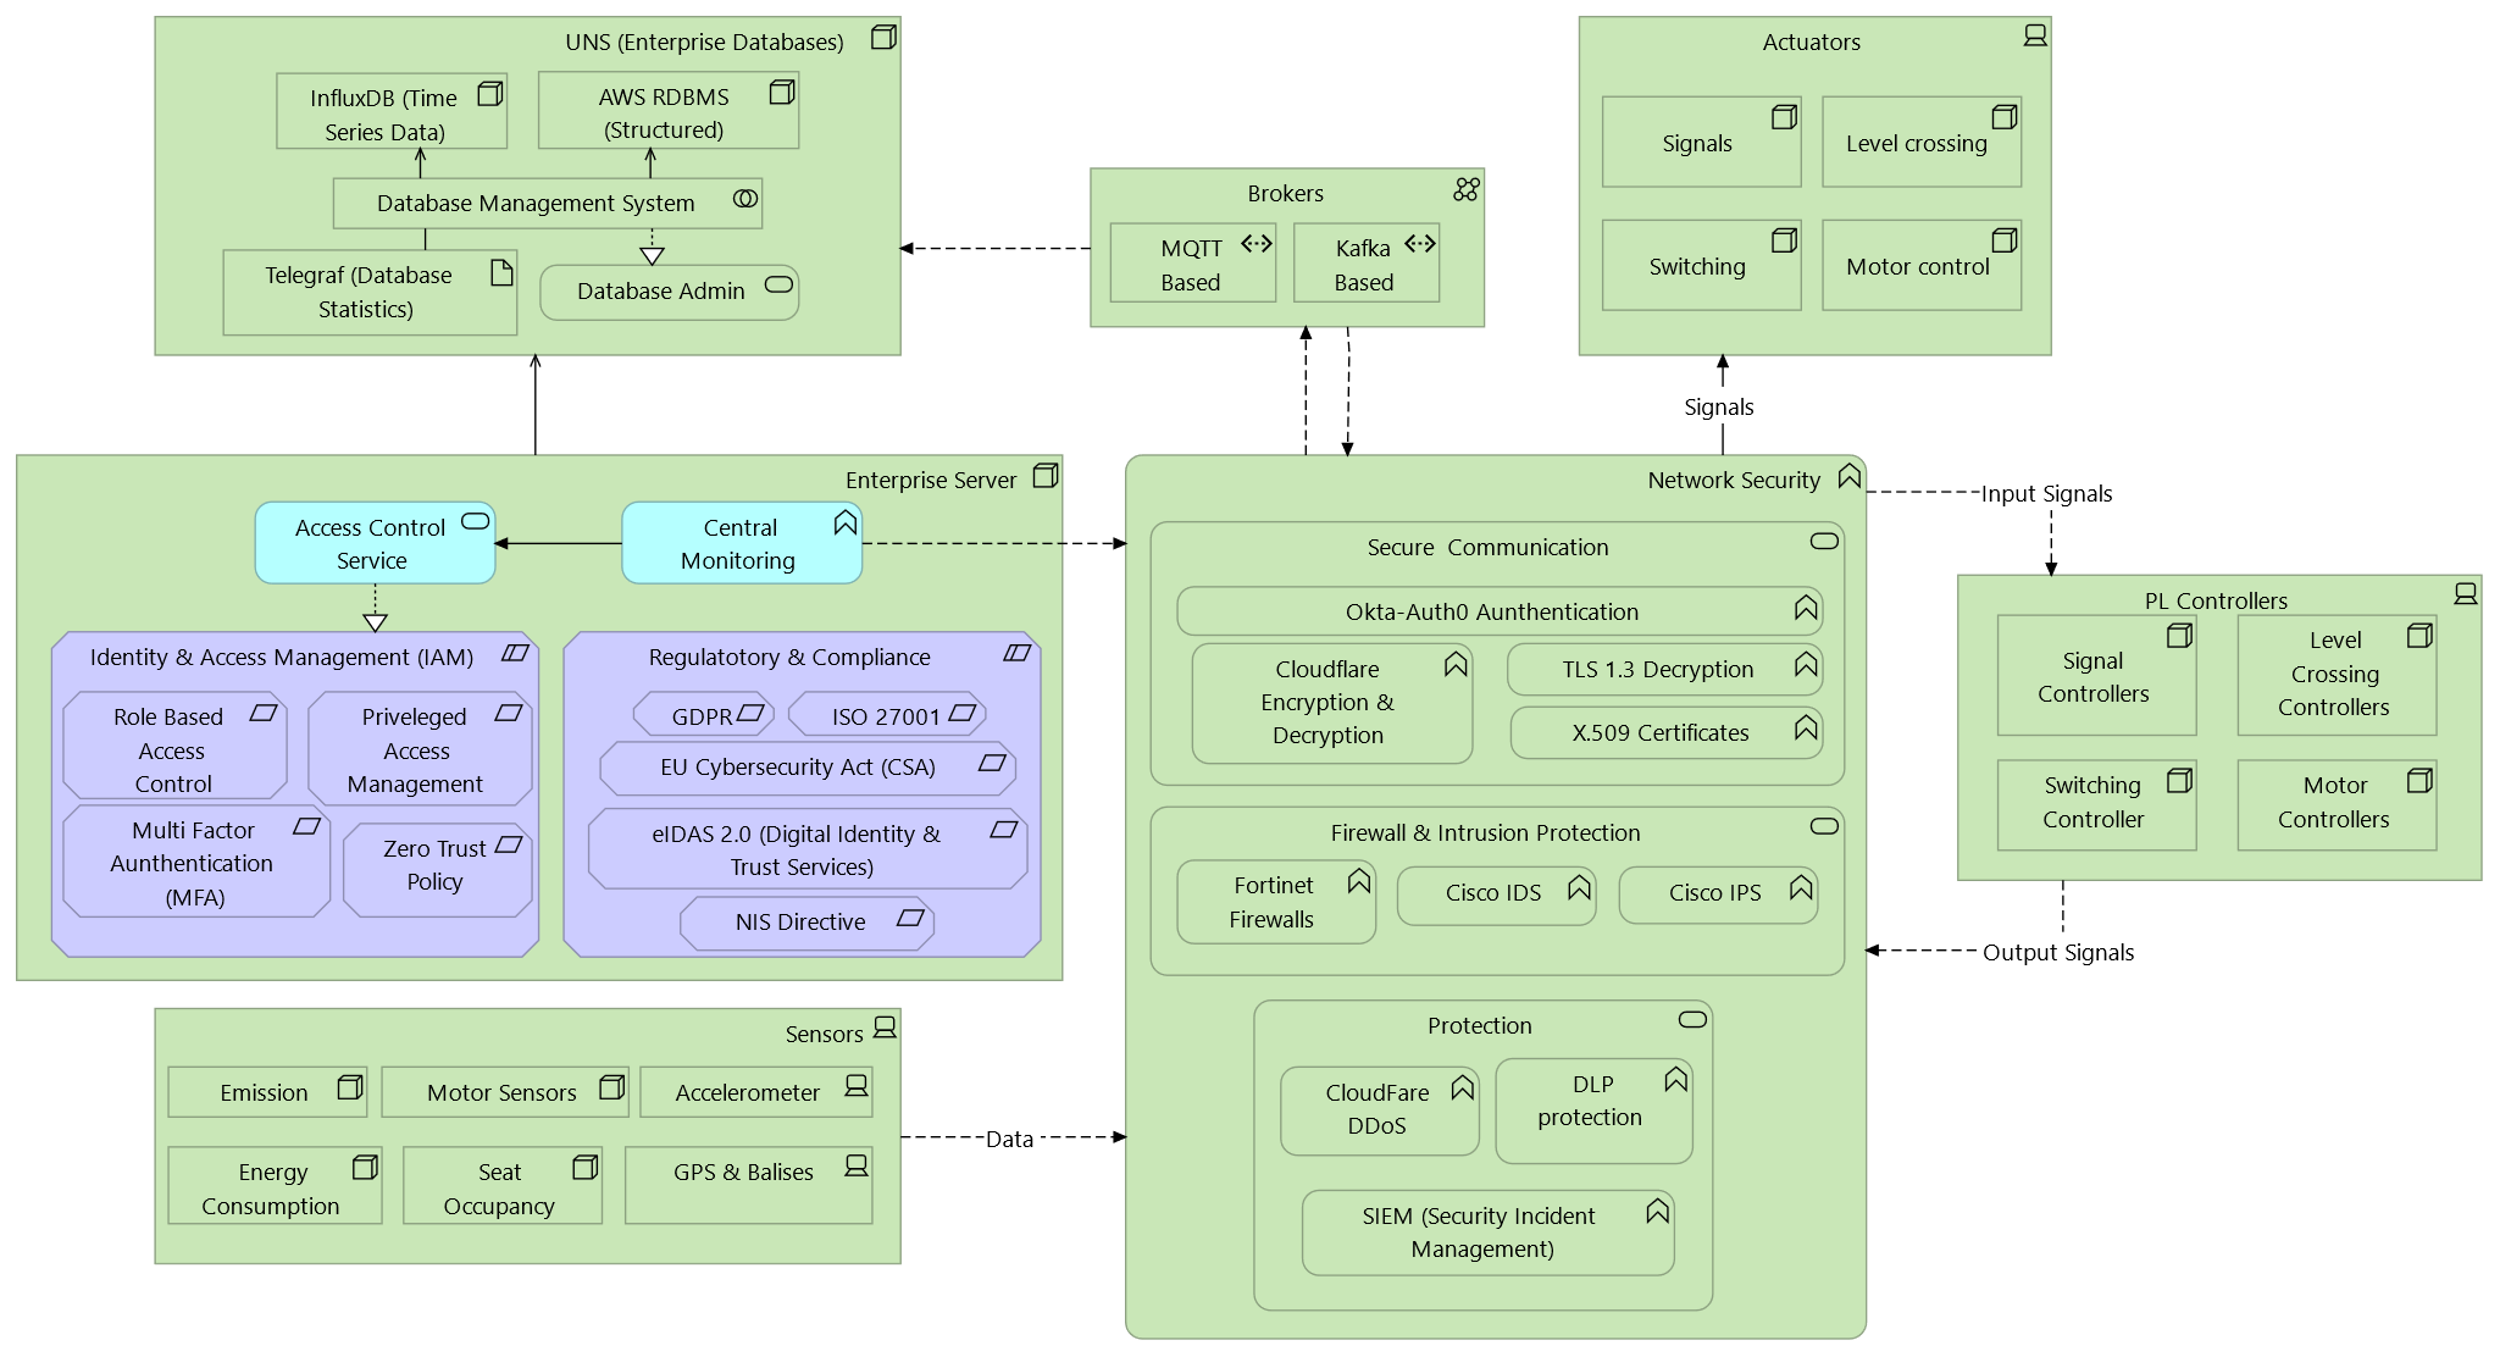 UNS (Enterprise Databases)
InfluxDB (Time
Series Data)
AWS RDBMS
(Structured)
Database Management System
Telegraf (Database
Statistics)
Database Admin
Brokers
MQTT
Based
Kafka
Based
Actuators
Signals
Level crossing
Switching
Motor control
Signals
Enterprise Server
Access Control
Service
Central
Monitoring
Identity & Access Management (IAM)
Role Based
Access
Control
Priveleged
Access
Management
Multi Factor
Aunthentication
(MFA)
Zero Trust
Policy
Regulatotory & Compliance
GDPR
ISO 27001
EU Cybersecurity Act (CSA)
eIDAS 2.0 (Digital Identity &
Trust Services)
NIS Directive
Network Security
Secure  Communication
Okta-Auth0 Aunthentication
Cloudflare
Encryption &
Decryption
TLS 1.3 Decryption
X.509 Certificates
Firewall & Intrusion Protection
Fortinet
Firewalls
Cisco IDS
Cisco IPS
Protection
CloudFare
DDoS
DLP
protection
SIEM (Security Incident
Management)
Input Signals
PL Controllers
Signal
Controllers
Level
Crossing
Controllers
Switching
Controller
Motor
Controllers
Output Signals
Sensors
Emission
Motor Sensors
Accelerometer
Energy
Consumption
Seat
Occupancy
GPS & Balises
Data